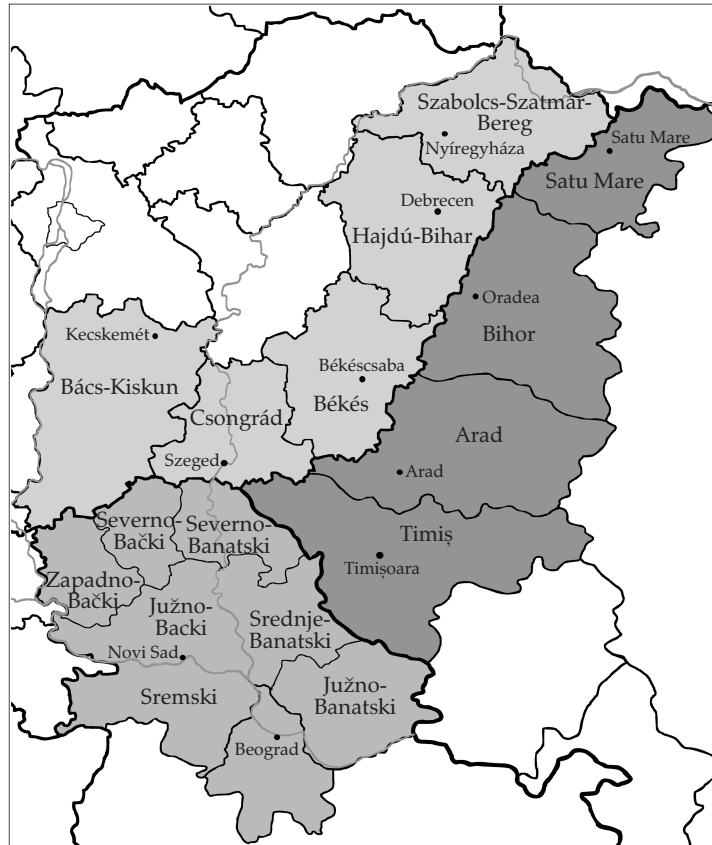 Szabolcs-Szatmár-
Bereg
Nyíregyháza
Satu Mare
Satu Mare
Debrecen
Hajdú-Bihar
Oradea
Bihor
Kecskemét
Bács-Kiskun
Békéscsaba
Békés
Csongrád
Szeged
Arad
Arad
Severno-
Bački
Severno-
Banatski
Timiș
Timișoara
Zapadno-
Bački
Južno-
Backi
Srednje-
Banatski
Novi Sad
Sremski
Južno-
Banatski
Beograd